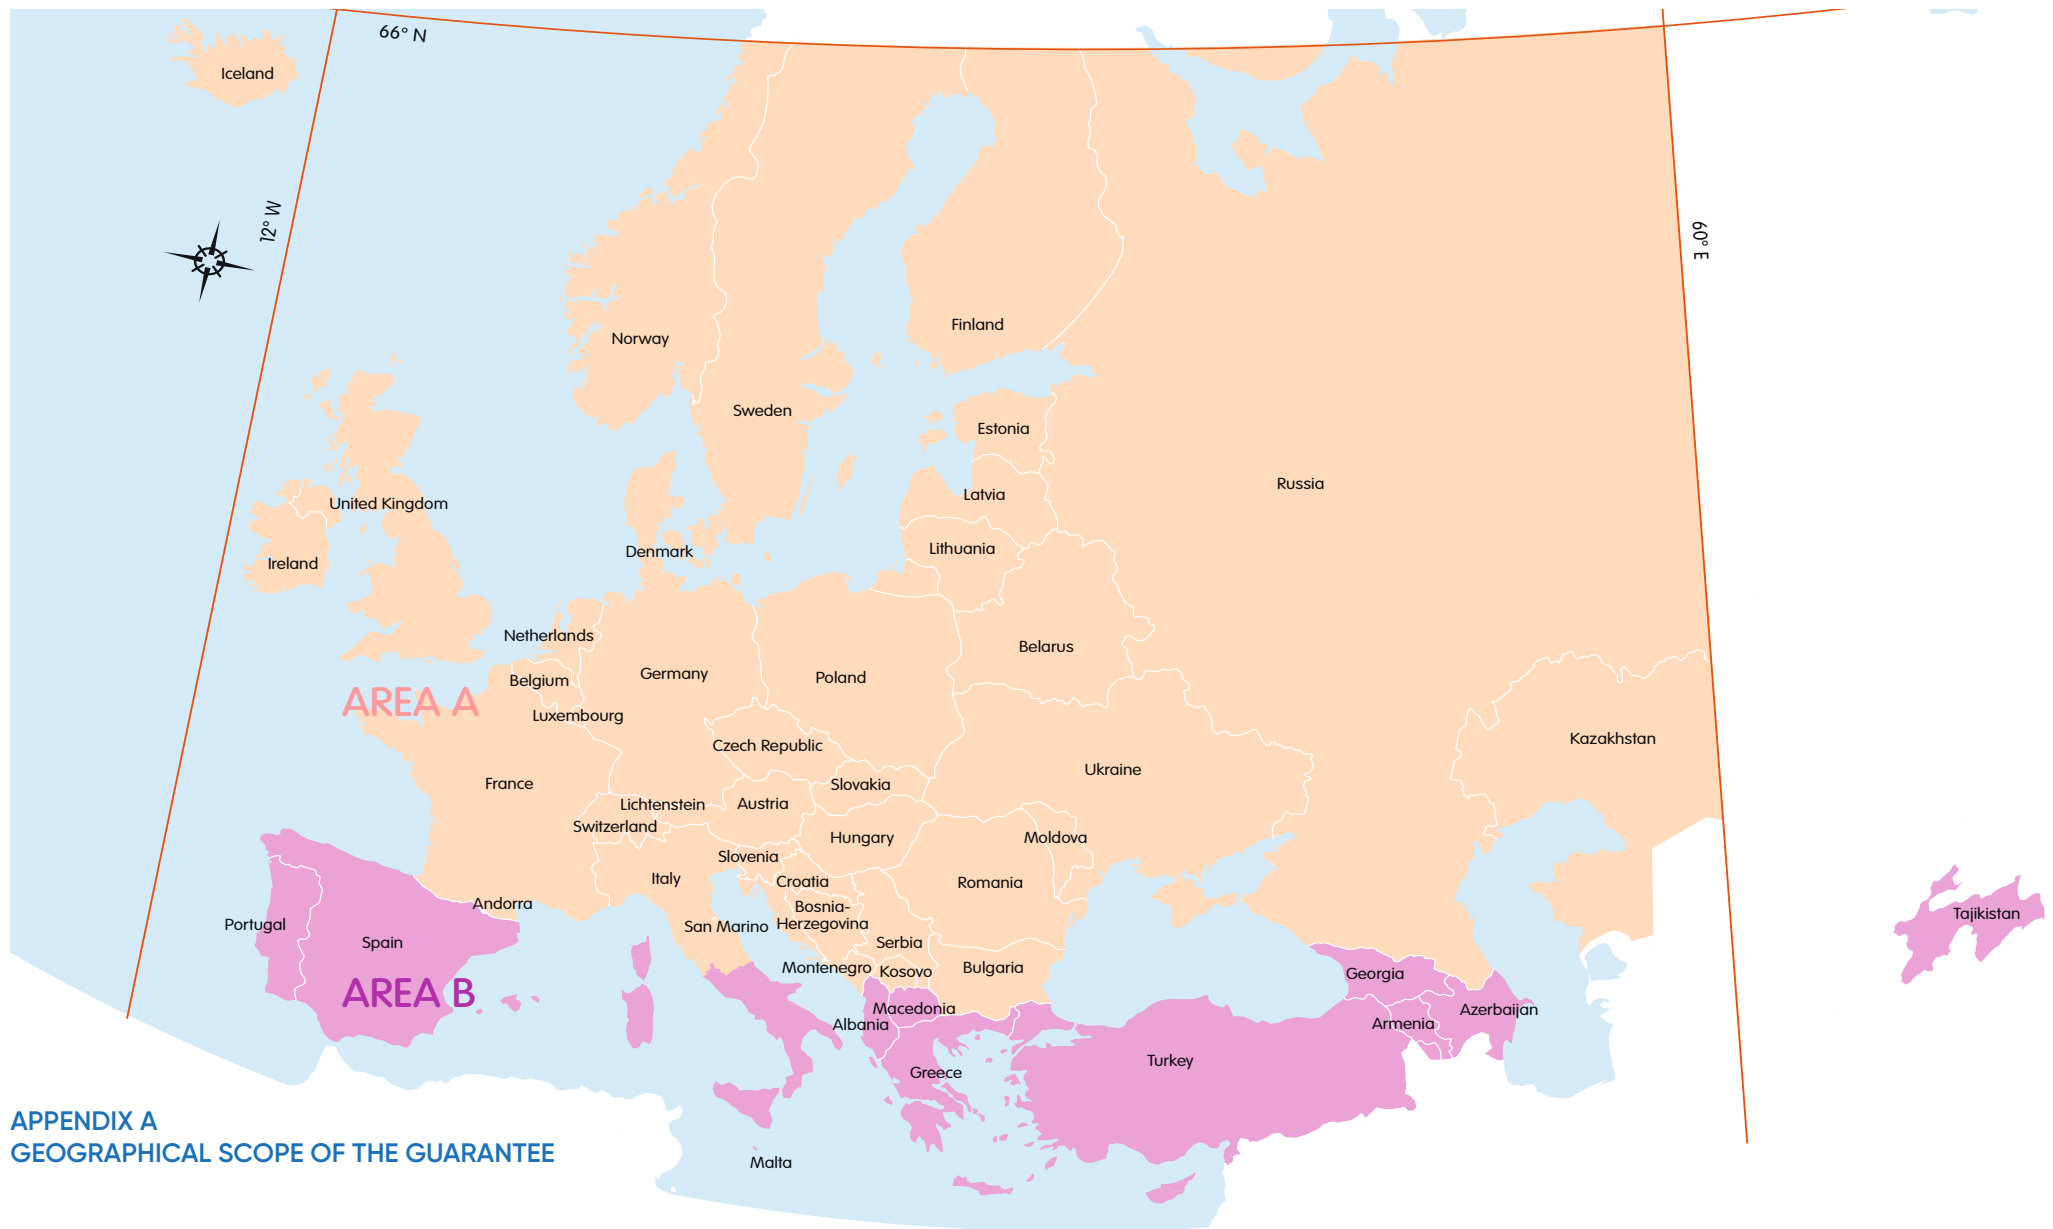 66° N
Iceland
12° W
60° E
Norway
Finland
Sweden
Estonia
Russia
Latvia
United Kingdom
Lithuania
Denmark
Ireland
Netherlands
Belarus
Germany
Poland
Belgium
AREA A
Luxembourg
Czech Republic
Kazakhstan
Ukraine
France
Slovakia
Lichtenstein
Austria
Switzerland
Hungary
Moldova
Slovenia
Italy
Croatia
Romania
Andorra
Bosnia-
Herzegovina
Tajikistan
Portugal
San Marino
Spain
Serbia
Montenegro
Kosovo
Bulgaria
Georgia
AREA B
Macedonia
Azerbaijan
Albania
Armenia
Turkey
Greece
APPENDIX A
GEOGRAPHICAL SCOPE OF THE GUARANTEE
Malta